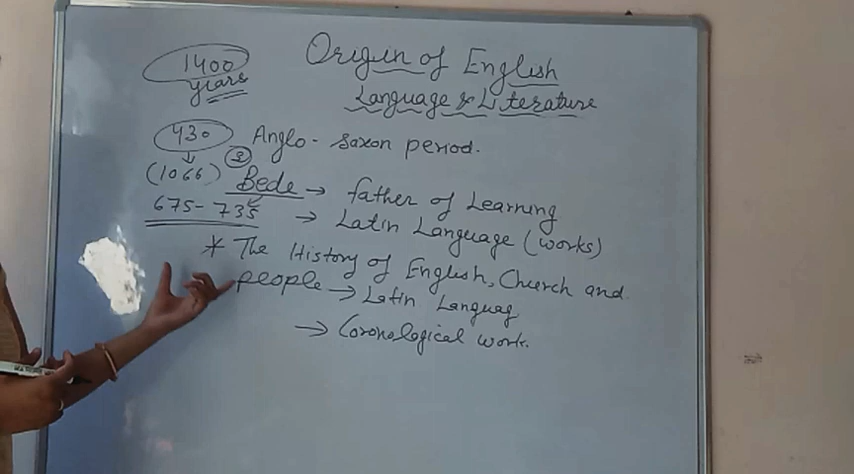 1400
years
Origin of English
Language & Literature
430
Anglo-Saxon period.
(1066)
2
Bede → father of Learning
675-735
→ Latin Language (works)
* The History of English, Church and
people → Latin Languag
→ Coronological work.